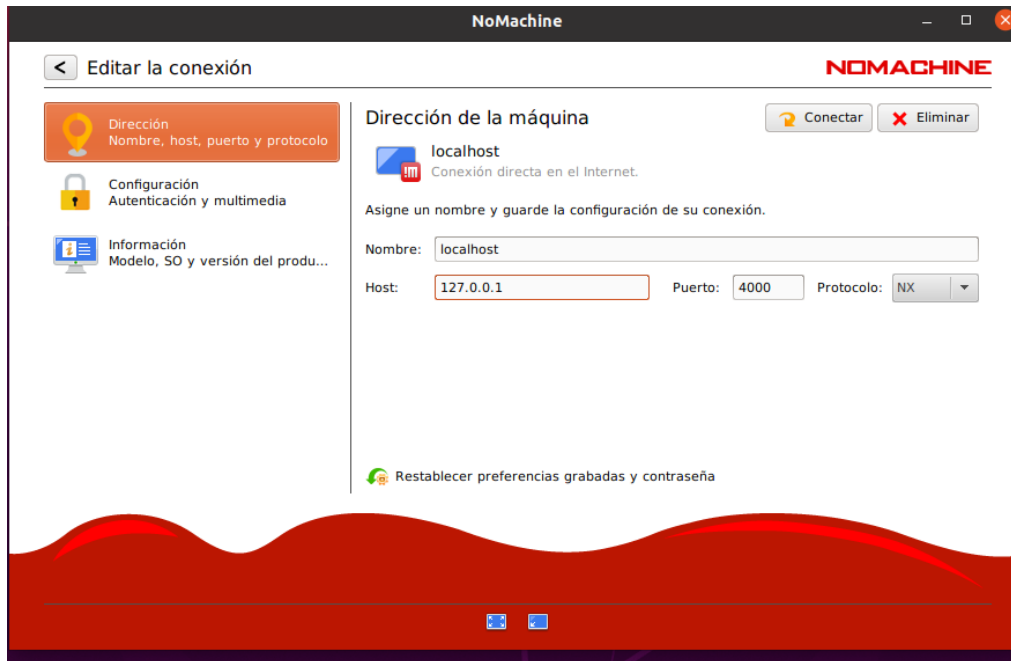 NoMachine
< Editar la conexión
NOMACHINE
Dirección
Nombre, host, puerto y protocolo
Configuración
Autenticación y multimedia
Información
Modelo, SO y versión del produ...
Dirección de la máquina
Conectar
Eliminar
localhost
!m
Conexión directa en el Internet.
Asigne un nombre y guarde la configuración de su conexión.
Nombre: localhost
Host: 127.0.0.1 Puerto: 4000 Protocolo: NX
Restablecer preferencias grabadas y contraseña